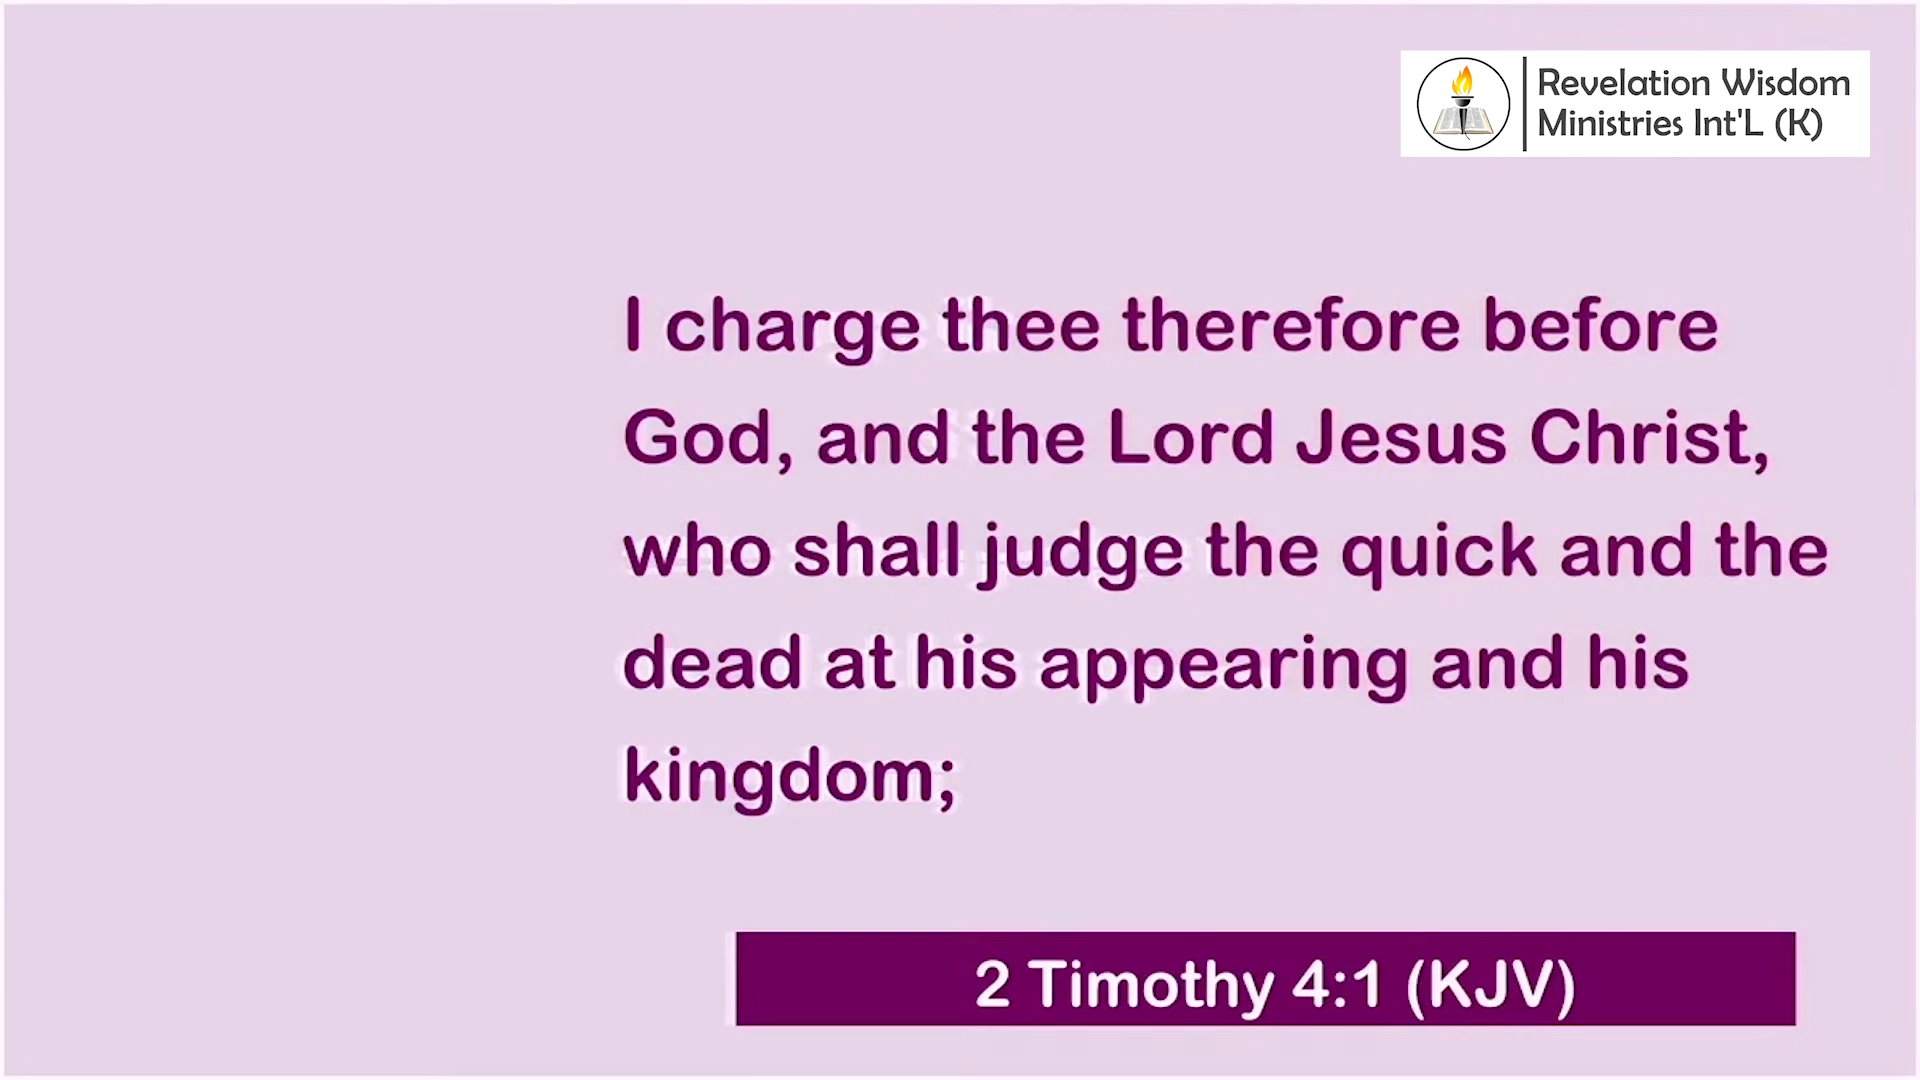 Revelation Wisdom
Ministries Int'L (K)
I charge thee therefore before
God, and the Lord Jesus Christ,
who shall judge the quick and the
dead at his appearing and his
kingdom;
2 Timothy 4:1 (KJV)